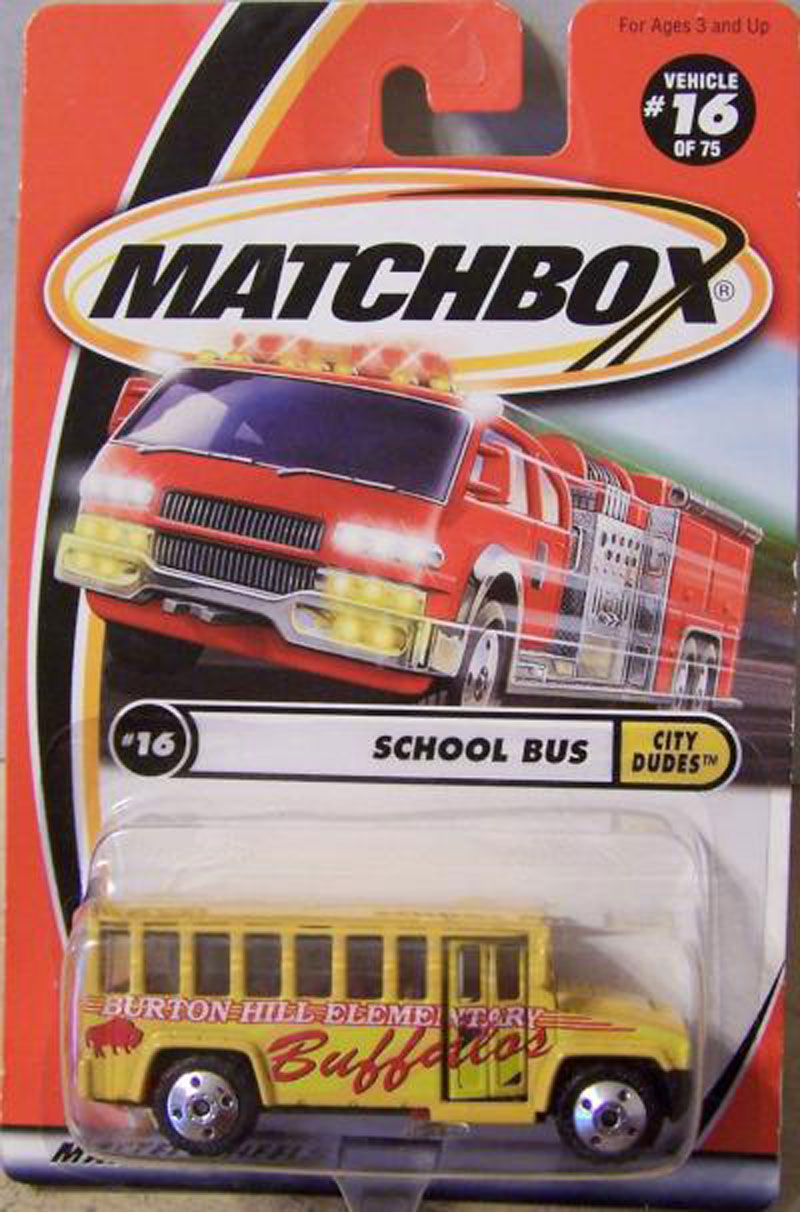 For Ages 3 and Up
VEHICLE
#16
OF 75
MATCHBOX®
#16
SCHOOL BUS
CITY
DUDES™
BURTON HILL ELEMENTARY
Buffalos